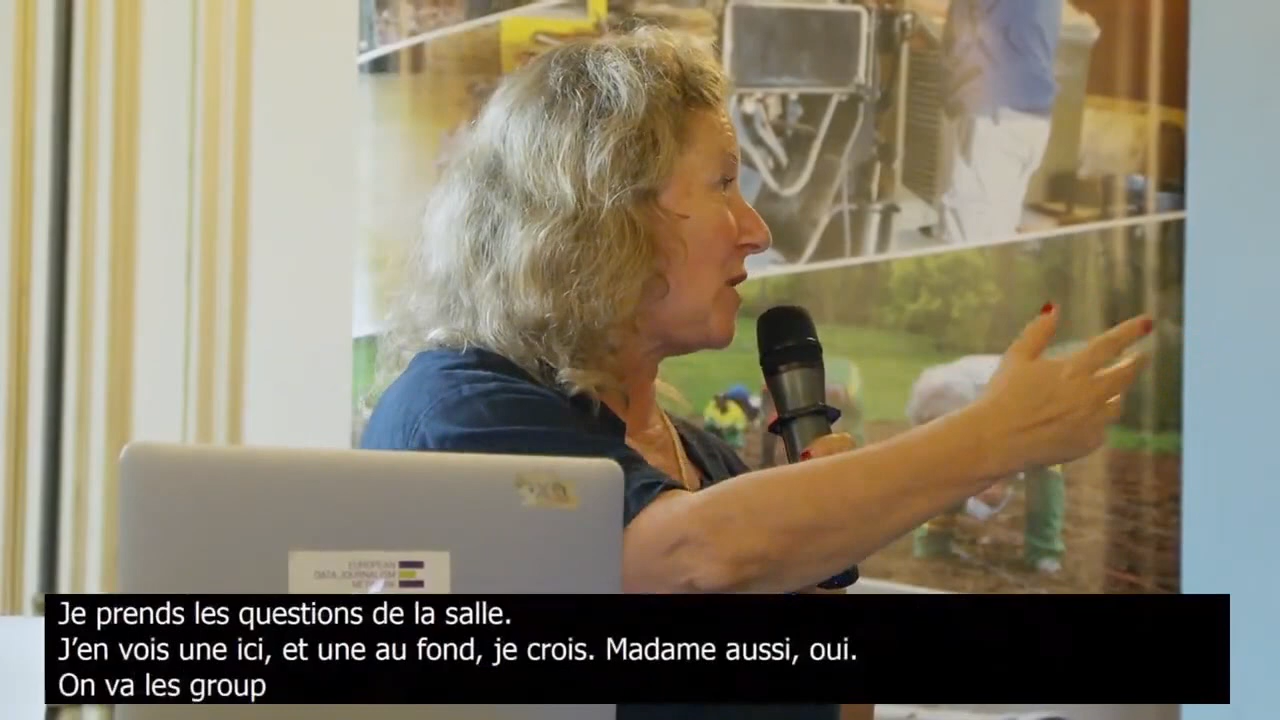 EUROPEAN
DATA JOURNALISM
NETWORK
Je prends les questions de la salle.
J’en vois une ici, et une au fond, je crois. Madame aussi, oui.
On va les group